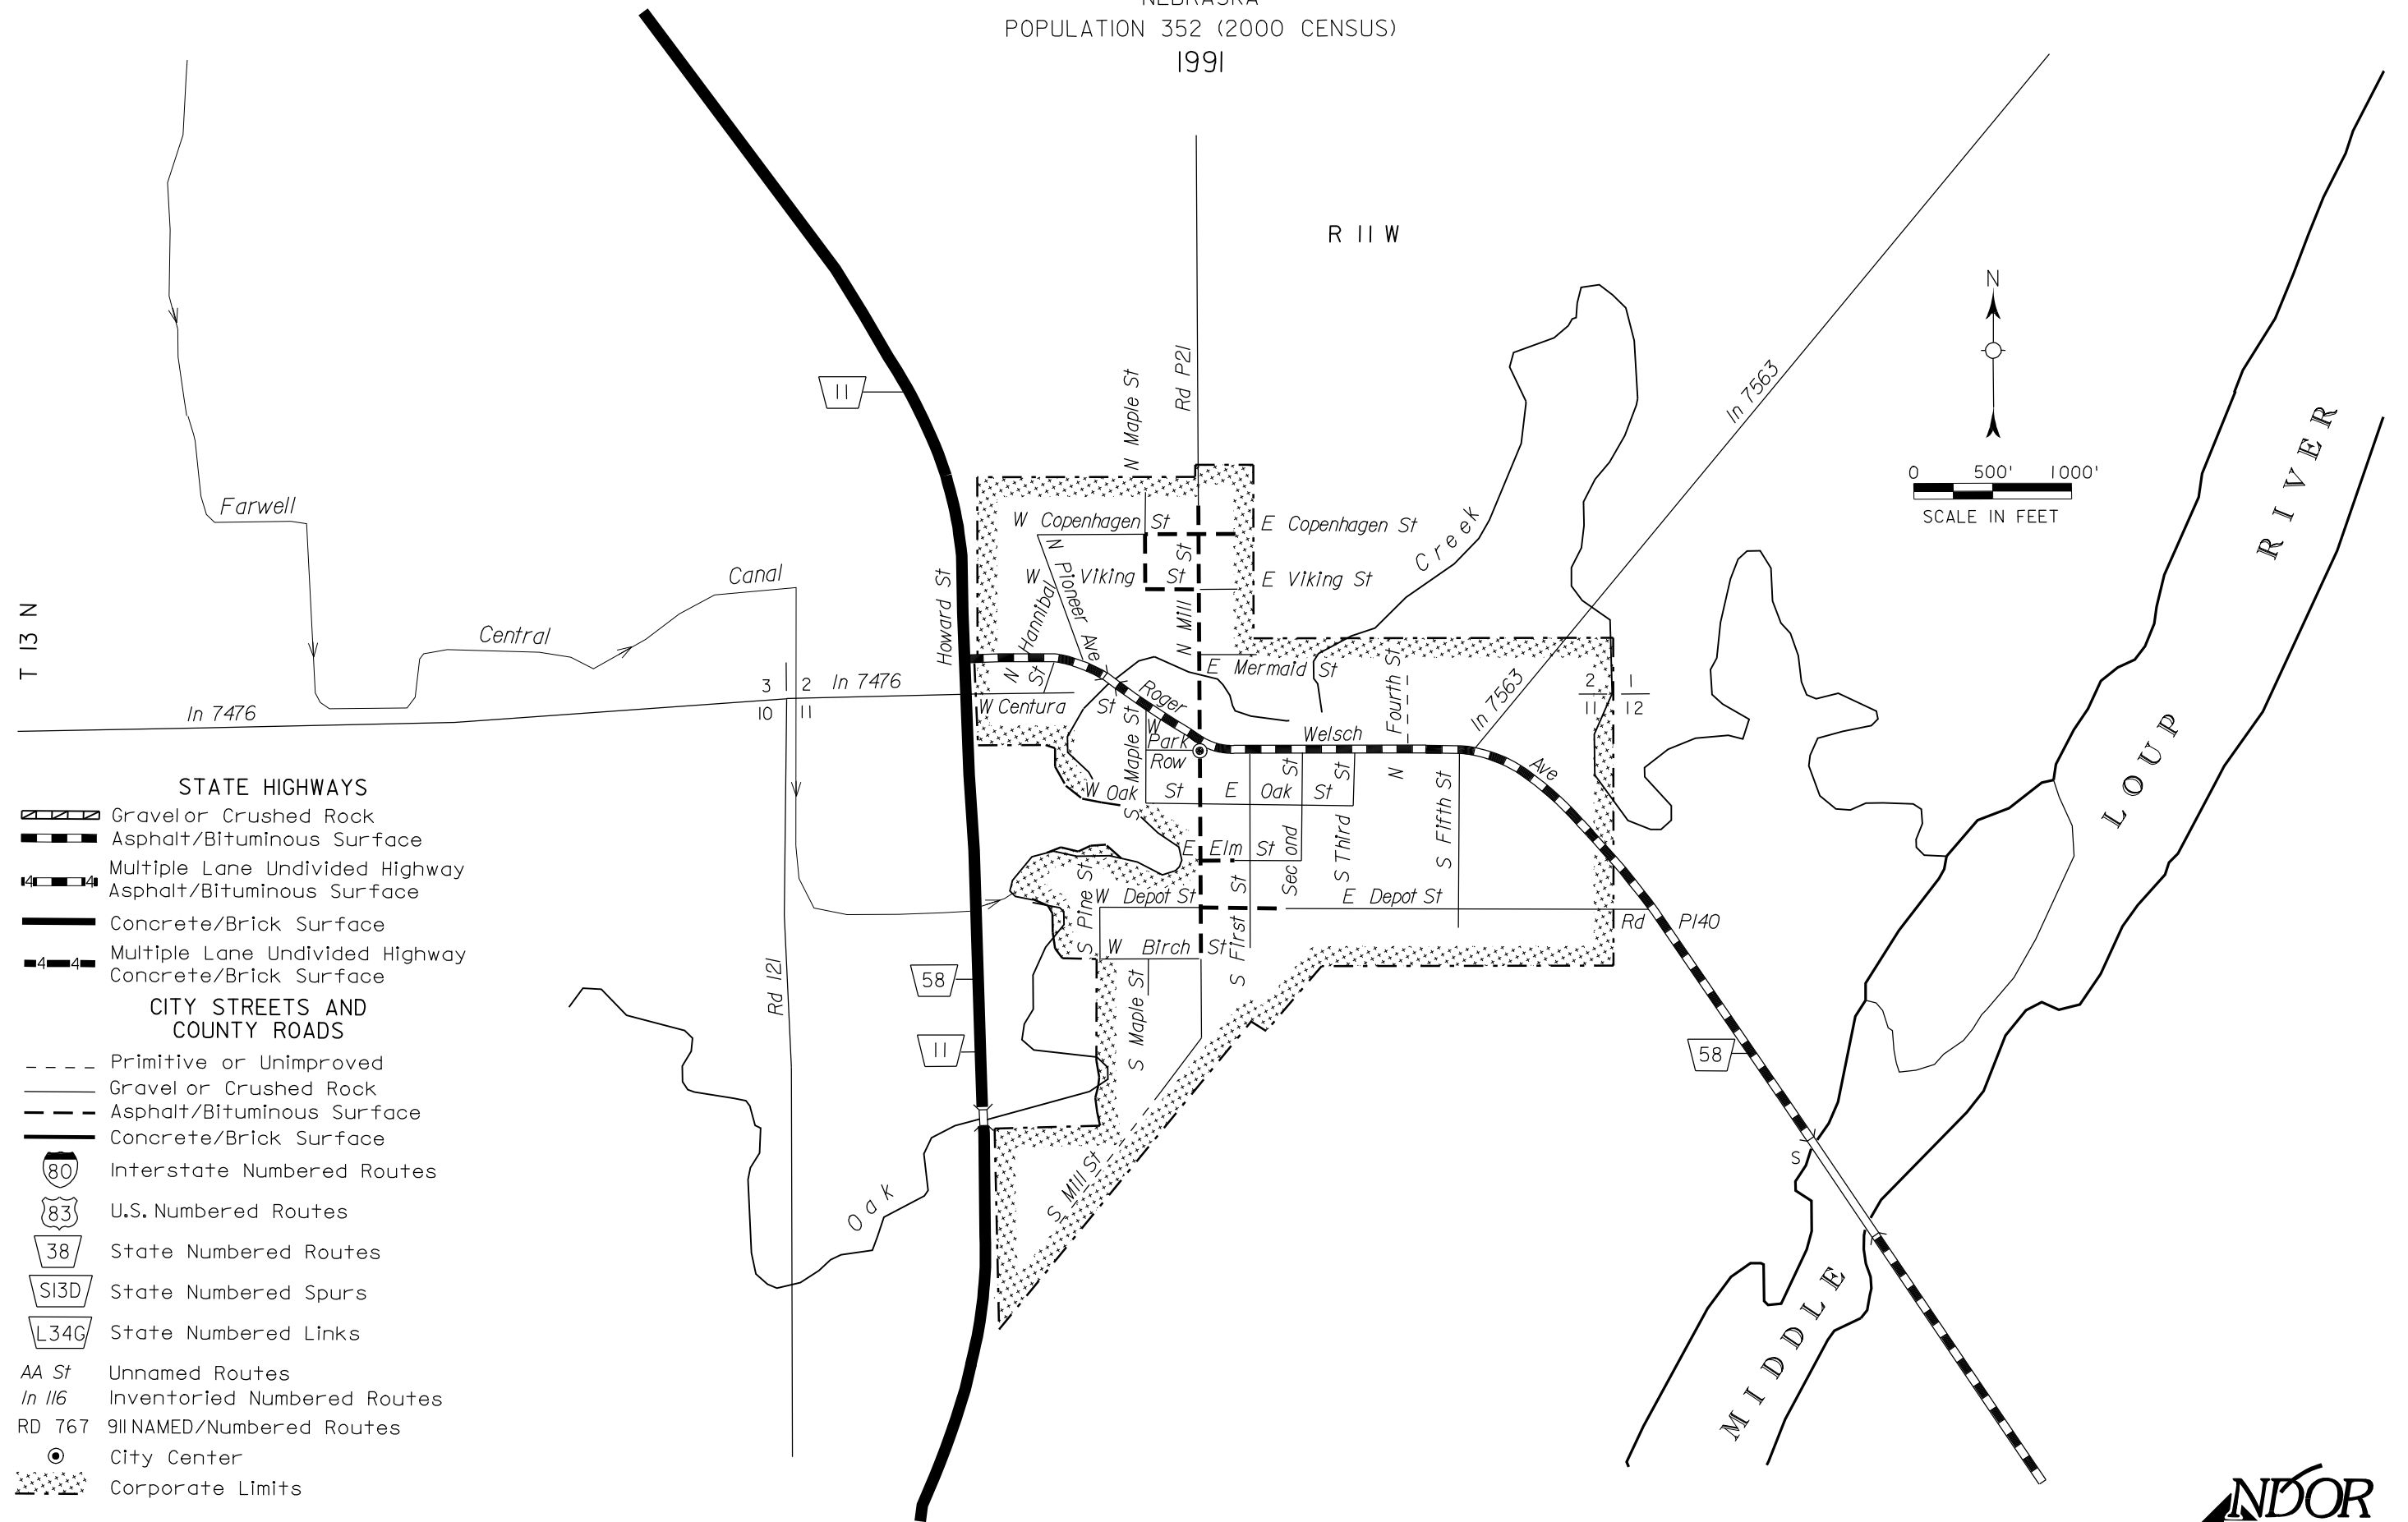 NEBRASKA
POPULATION 352 (2000 CENSUS)
1991
R 11 W
T 13 N
N
0 500' 1000'
SCALE IN FEET
11
Farwell
Central
Canal
Howard St
N Maple St
Rd P21
W Copenhagen St
E Copenhagen St
W Viking St
E Viking St
N Pioneer Ave
N Hannibal St
N Mill St
E Mermaid St
Creek
In 7563
In 7563
In 7476
In 7476
3 2
10 11
2 1
11 12
W Centura St
Roger Welsch Ave
W Park Row
S Maple St
N Fourth St
W Oak St
E Oak St
E Elm St
Second St
S Third St
S Fifth St
S First St
W Depot St
E Depot St
S Pine St
W Birch St
Rd P140
S Maple St
S Mill St
Rd 121
58
11
58
S
Oak
MIDDLE LOUP RIVER
STATE HIGHWAYS
Gravel or Crushed Rock
Asphalt/Bituminous Surface
4 4 Multiple Lane Undivided Highway
Asphalt/Bituminous Surface
Concrete/Brick Surface
4 4 Multiple Lane Undivided Highway
Concrete/Brick Surface
CITY STREETS AND
COUNTY ROADS
Primitive or Unimproved
Gravel or Crushed Rock
Asphalt/Bituminous Surface
Concrete/Brick Surface
80 Interstate Numbered Routes
83 U.S. Numbered Routes
38 State Numbered Routes
S13D State Numbered Spurs
L34G State Numbered Links
AA St Unnamed Routes
In 116 Inventoried Numbered Routes
RD 767 911 NAMED/Numbered Routes
City Center
Corporate Limits
NDOR